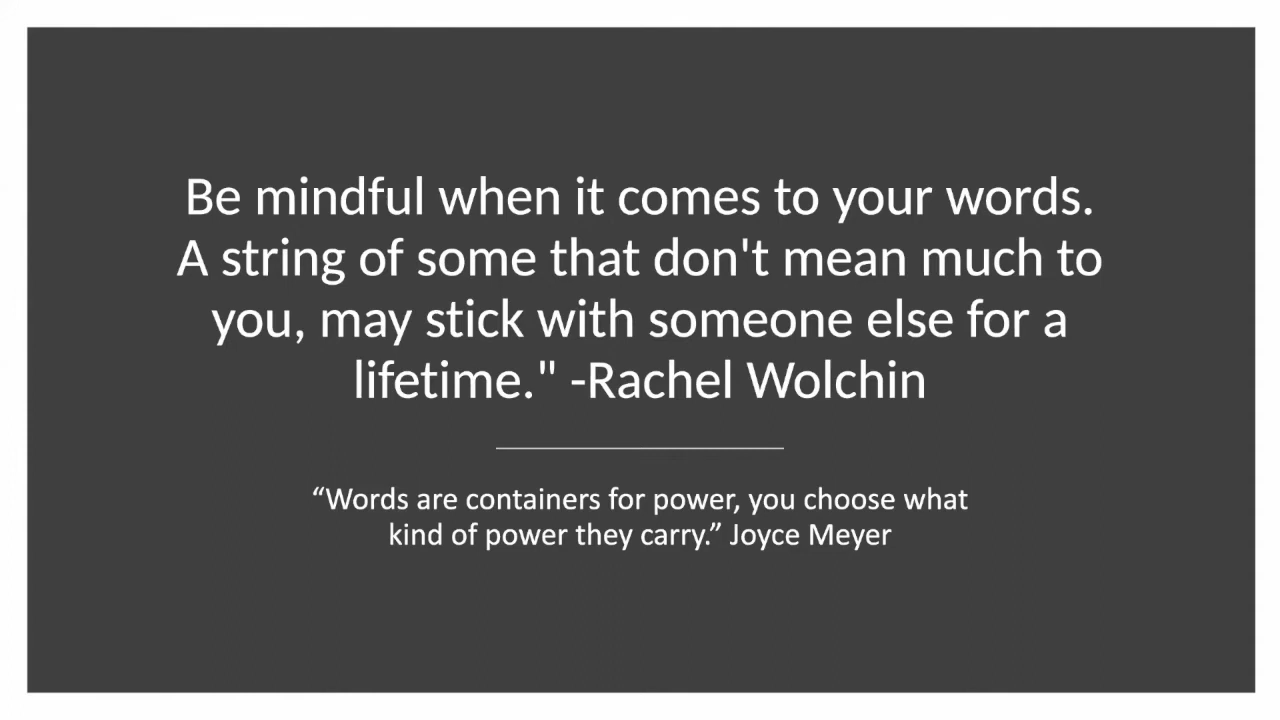 Be mindful when it comes to your words.
A string of some that don't mean much to
you, may stick with someone else for a
lifetime." -Rachel Wolchin
“Words are containers for power, you choose what
kind of power they carry.” Joyce Meyer